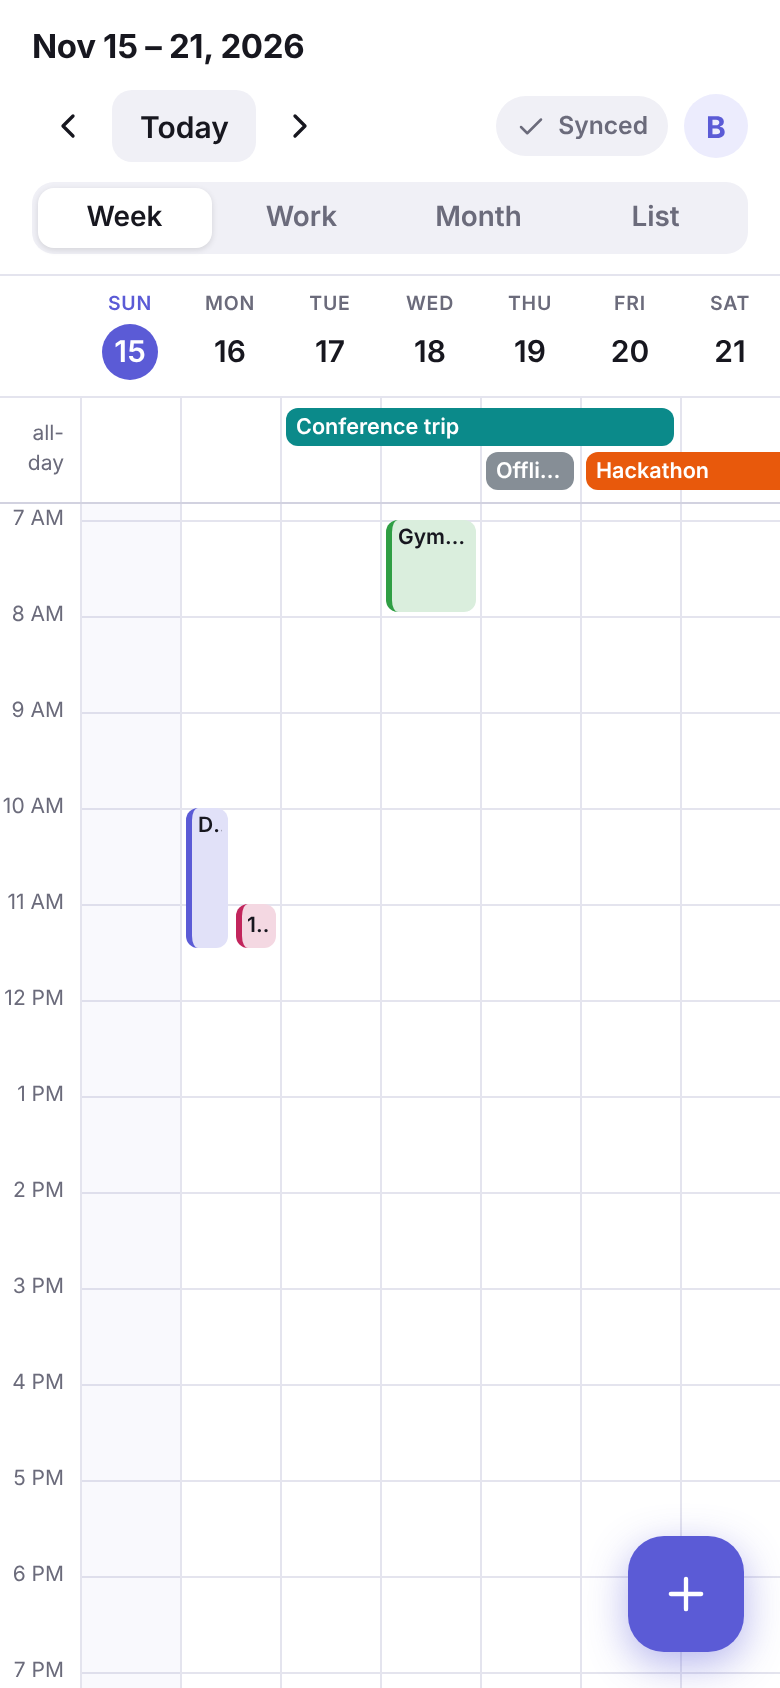 Nov 15 – 21, 2026
Today
Synced
B
Week Work Month List
SUN MON TUE WED THU FRI SAT
15 16 17 18 19 20 21
all-
day
Conference trip
Offli...
Hackathon
7 AM
Gym...
8 AM
9 AM
10 AM
D.
11 AM
1..
12 PM
1 PM
2 PM
3 PM
4 PM
5 PM
6 PM
7 PM